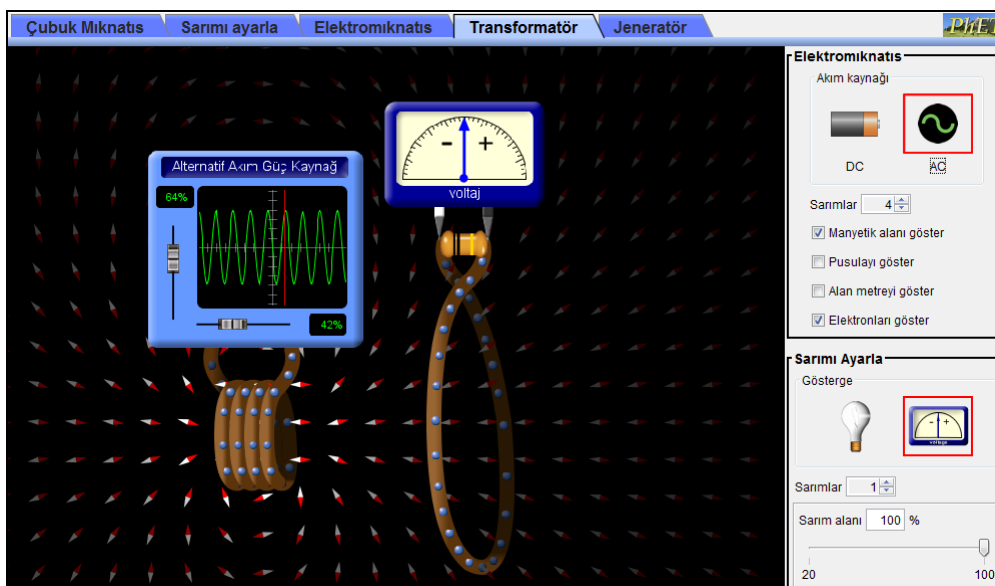 Çubuk Mıknatıs Sarımı ayarla Elektromıknatıs Transformatör Jeneratör
PhET
Elektromıknatıs
Akım kaynağı
DC AC
Sarımlar 4
Manyetik alanı göster
Pusulayı göster
Alan metreyi göster
Elektronları göster
Sarımı Ayarla
Gösterge
- +
voltage
Sarımlar 1
Sarım alanı 100 %
20 100
- +
voltaj
Alternatif Akım Güç Kaynağ
64%
42%